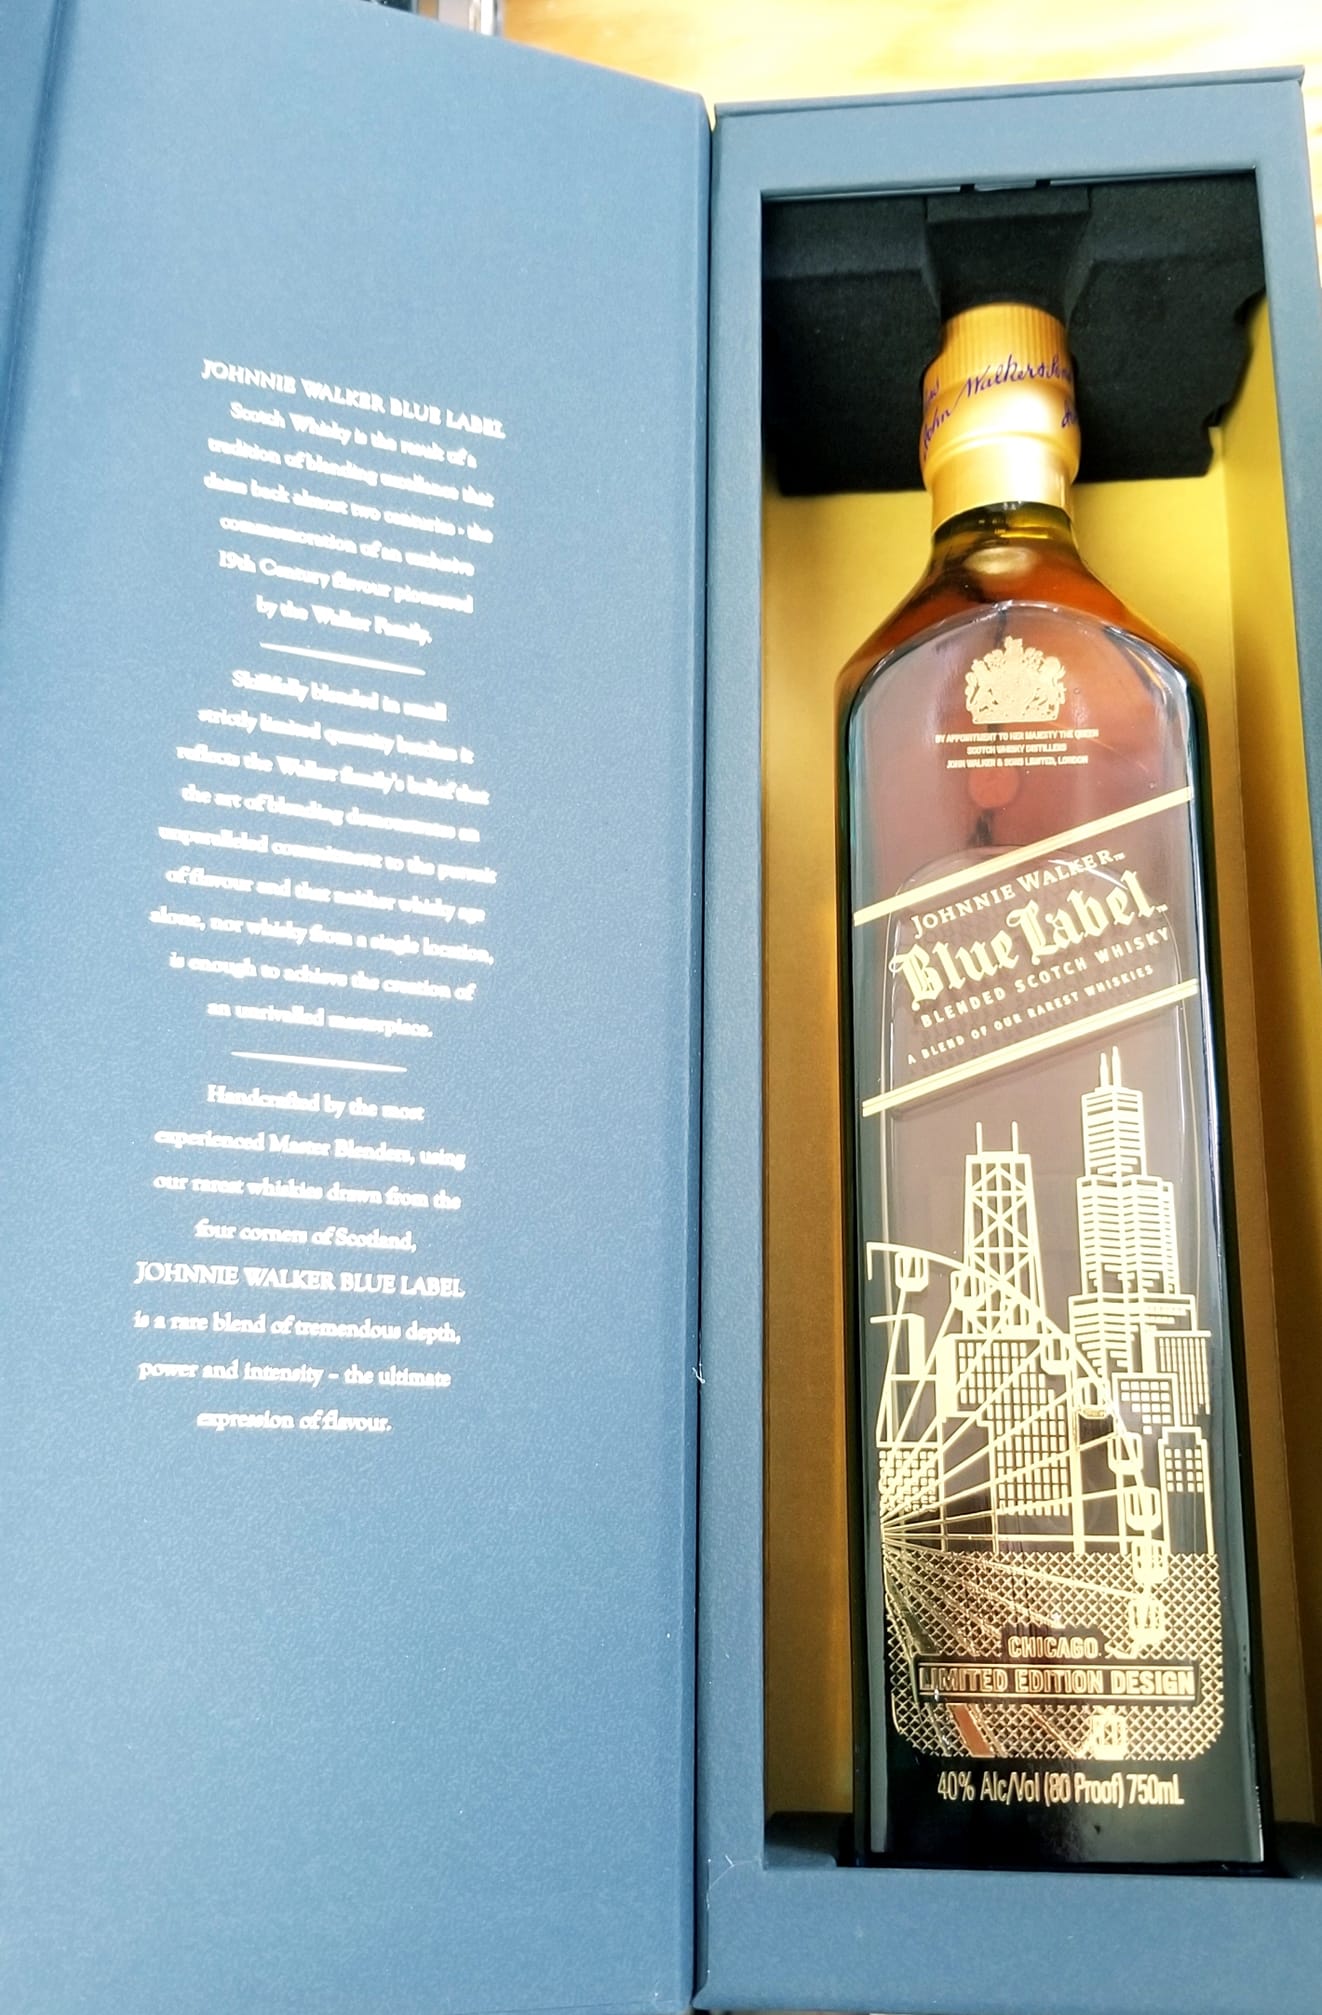 JOHNNIE WALKER BLUE LABEL
Scotch Whisky is the result of a
tradition of blending excellence that
dates back almost two centuries - the
commemoration of an exclusive
19th Century flavour pioneered
by the Walker Family.
Skilfully blended in small
strictly limited quantity batches it
reflects the Walker family's belief that
the art of blending demonstrates an
unparalleled commitment to the pursuit
of flavour and that neither whisky age
alone, nor whisky from a single location,
is enough to achieve the creation of
an unrivalled masterpiece.
Handcrafted by the most
experienced Master Blenders, using
our rarest whiskies drawn from the
four corners of Scotland,
JOHNNIE WALKER BLUE LABEL
is a rare blend of tremendous depth,
power and intensity – the ultimate
expression of flavour.
John Walker & Sons
BY APPOINTMENT TO HER MAJESTY THE QUEEN
SCOTCH WHISKY DISTILLERS
JOHN WALKER & SONS LIMITED, LONDON
JOHNNIE WALKER™
Blue Label™
BLENDED SCOTCH WHISKY
A BLEND OF OUR RAREST WHISKIES
CHICAGO
LIMITED EDITION DESIGN
40% Alc/Vol (80 Proof) 750mL